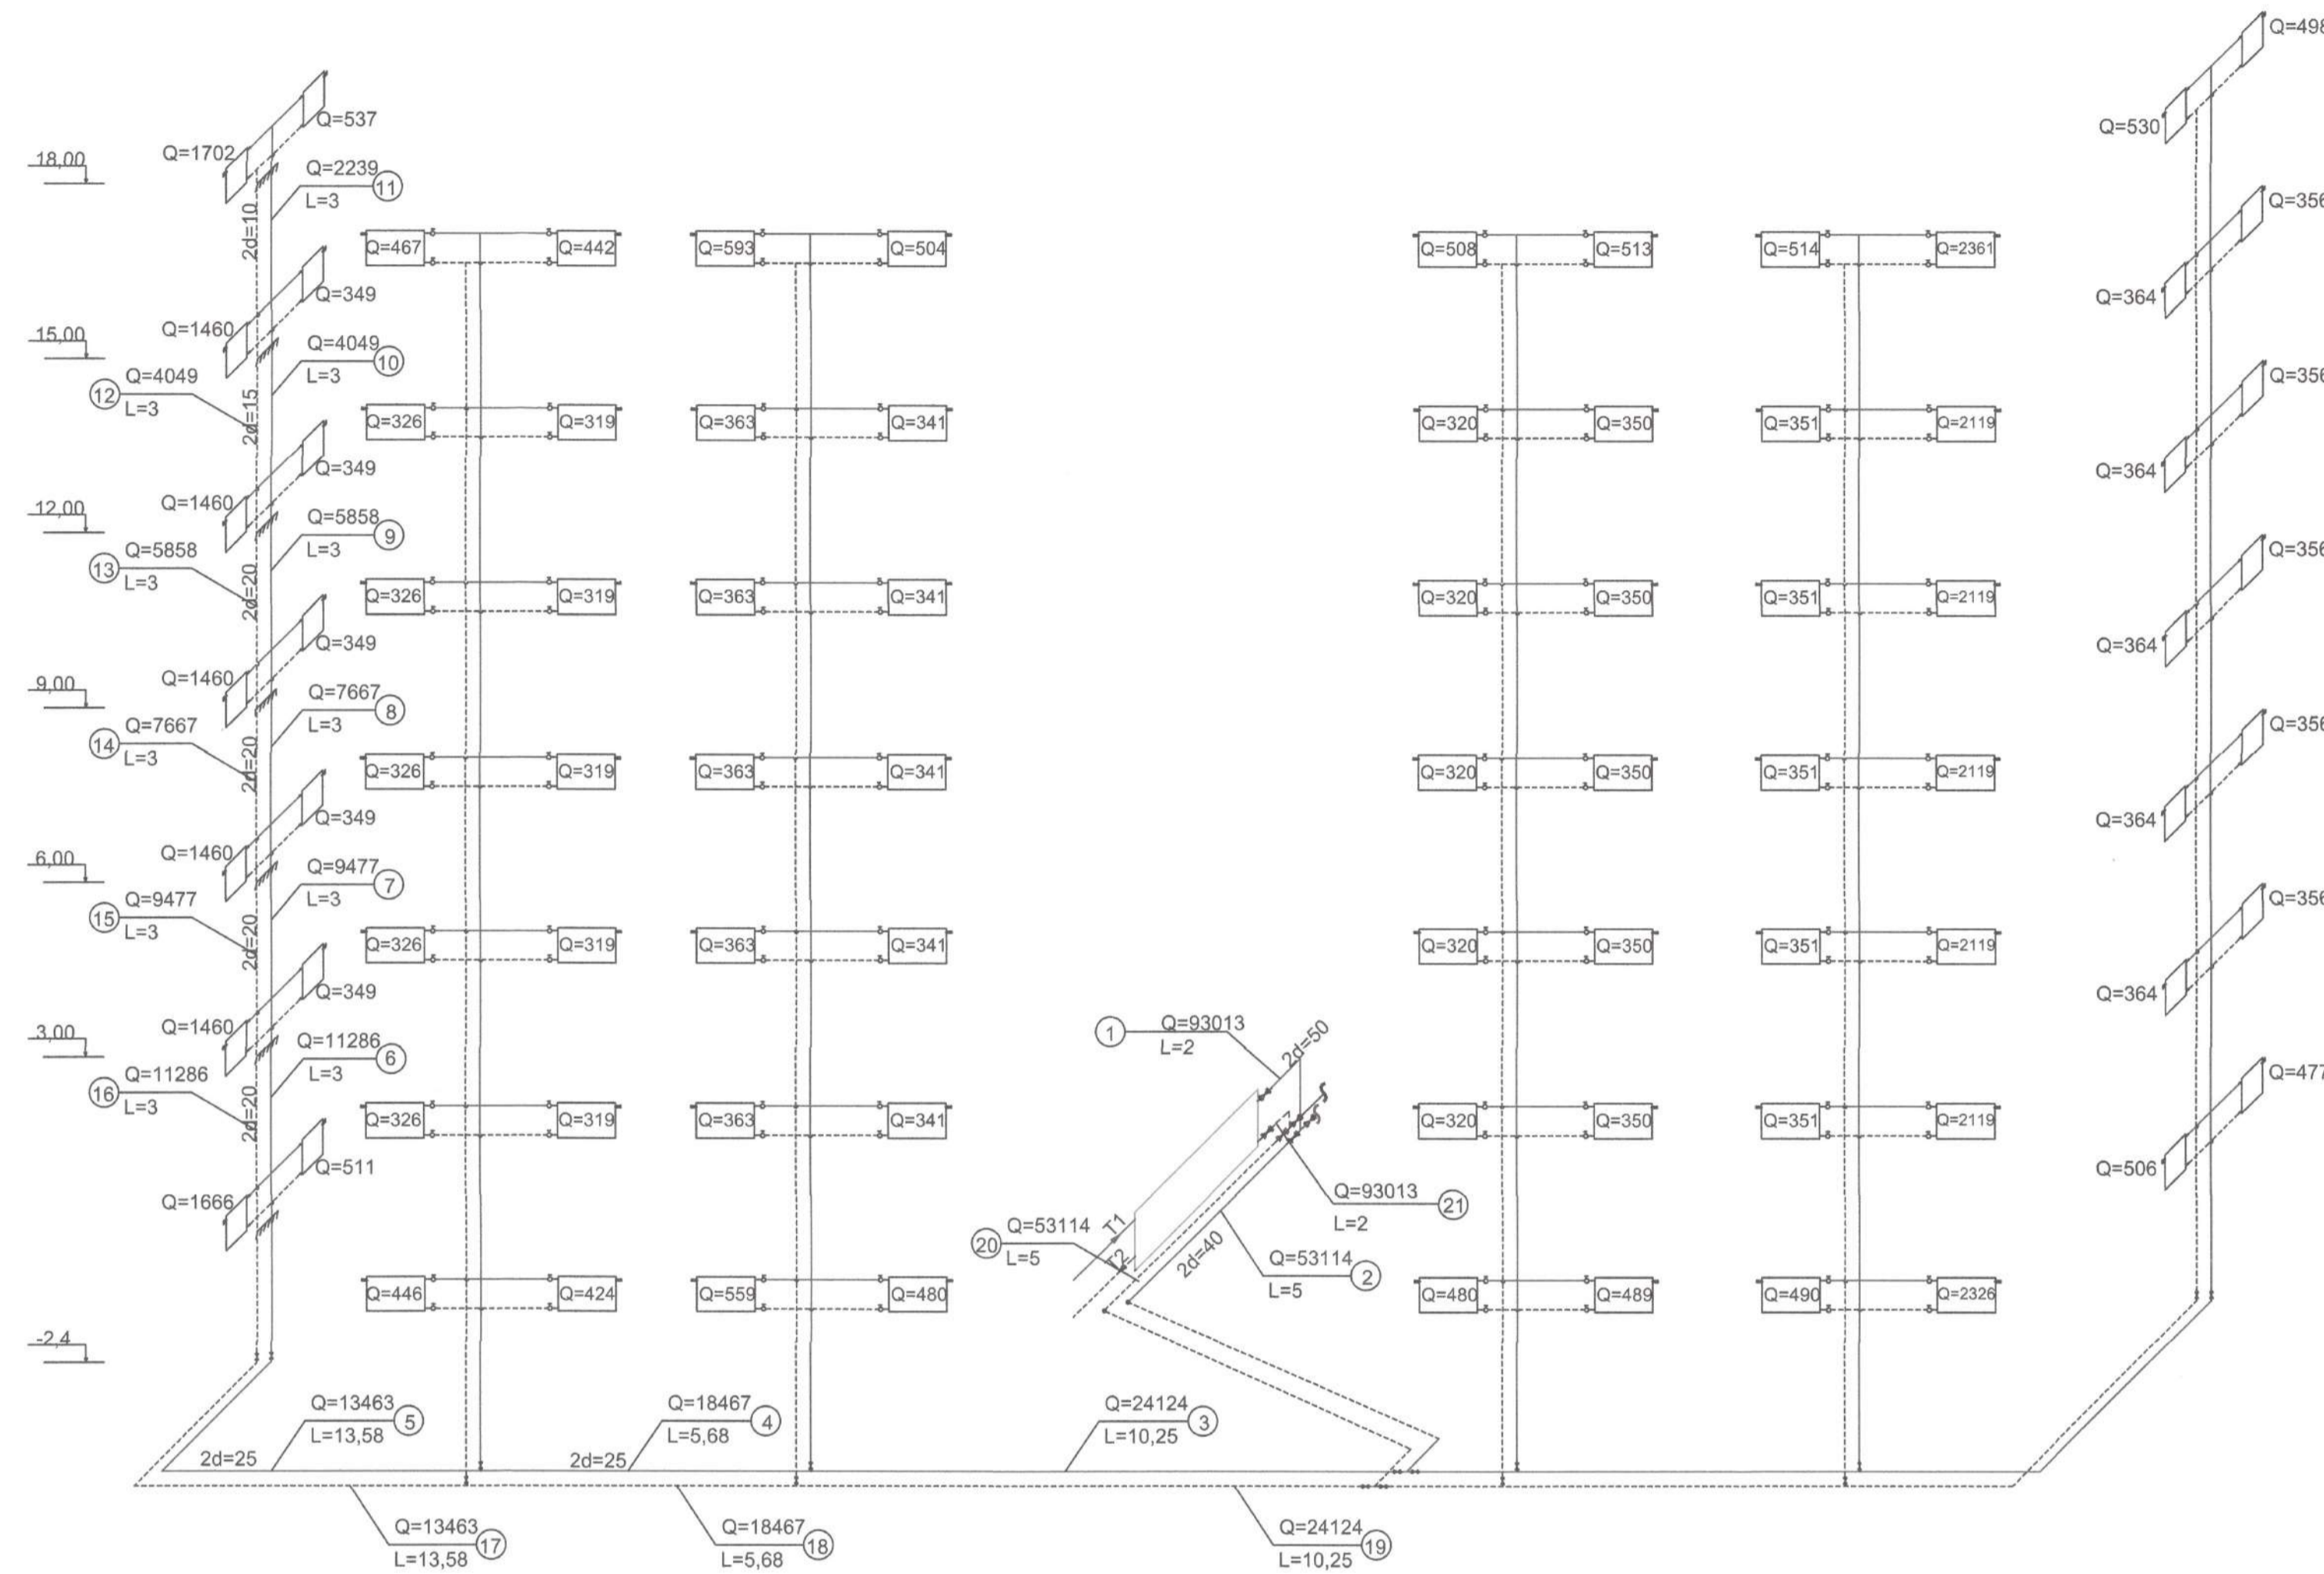 Q=498
Q=537
Q=530
Q=1702
18,00
Q=2239
11
L=3
2d=10
Q=356
Q=467
Q=442
Q=593
Q=504
Q=508
Q=513
Q=514
Q=2361
Q=349
Q=364
Q=1460
15,00
Q=4049
10
L=3
12
Q=4049
L=3
2d=15
Q=356
Q=326
Q=319
Q=363
Q=341
Q=320
Q=350
Q=351
Q=2119
Q=349
Q=364
Q=1460
12,00
Q=5858
9
L=3
13
Q=5858
L=3
2d=20
Q=356
Q=326
Q=319
Q=363
Q=341
Q=320
Q=350
Q=351
Q=2119
Q=349
Q=364
Q=1460
9,00
Q=7667
8
L=3
14
Q=7667
L=3
2d=20
Q=356
Q=326
Q=319
Q=363
Q=341
Q=320
Q=350
Q=351
Q=2119
Q=349
Q=364
Q=1460
6,00
Q=9477
7
L=3
15
Q=9477
L=3
2d=20
Q=356
Q=326
Q=319
Q=363
Q=341
Q=320
Q=350
Q=351
Q=2119
Q=349
Q=364
Q=1460
3,00
Q=11286
6
L=3
16
Q=11286
L=3
2d=20
1
Q=93013
L=2
2d=50
Q=477
Q=326
Q=319
Q=363
Q=341
Q=320
Q=350
Q=351
Q=2119
Q=511
Q=506
Q=1666
Q=93013
21
L=2
T1
T2
20
Q=53114
L=5
2d=40
Q=53114
2
L=5
Q=446
Q=424
Q=559
Q=480
Q=480
Q=489
Q=490
Q=2326
-2,4
Q=13463
5
L=13,58
Q=18467
4
L=5,68
Q=24124
3
L=10,25
2d=25
2d=25
Q=13463
17
L=13,58
Q=18467
18
L=5,68
Q=24124
19
L=10,25